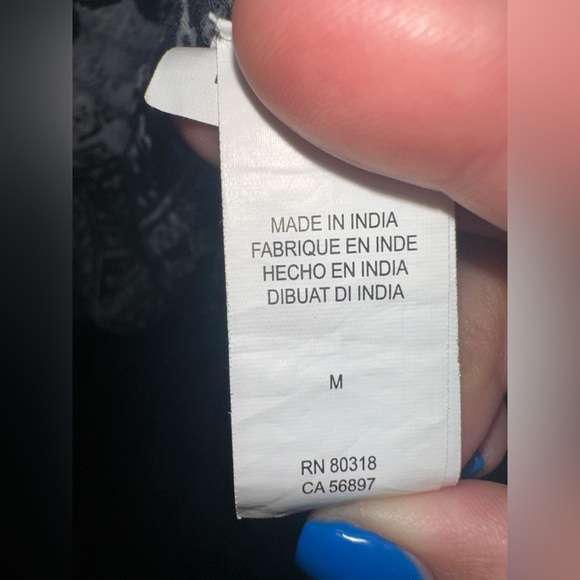 MADE IN INDIA
FABRIQUE EN INDE
HECHO EN INDIA
DIBUAT DI INDIA
M
RN 80318
CA 56897